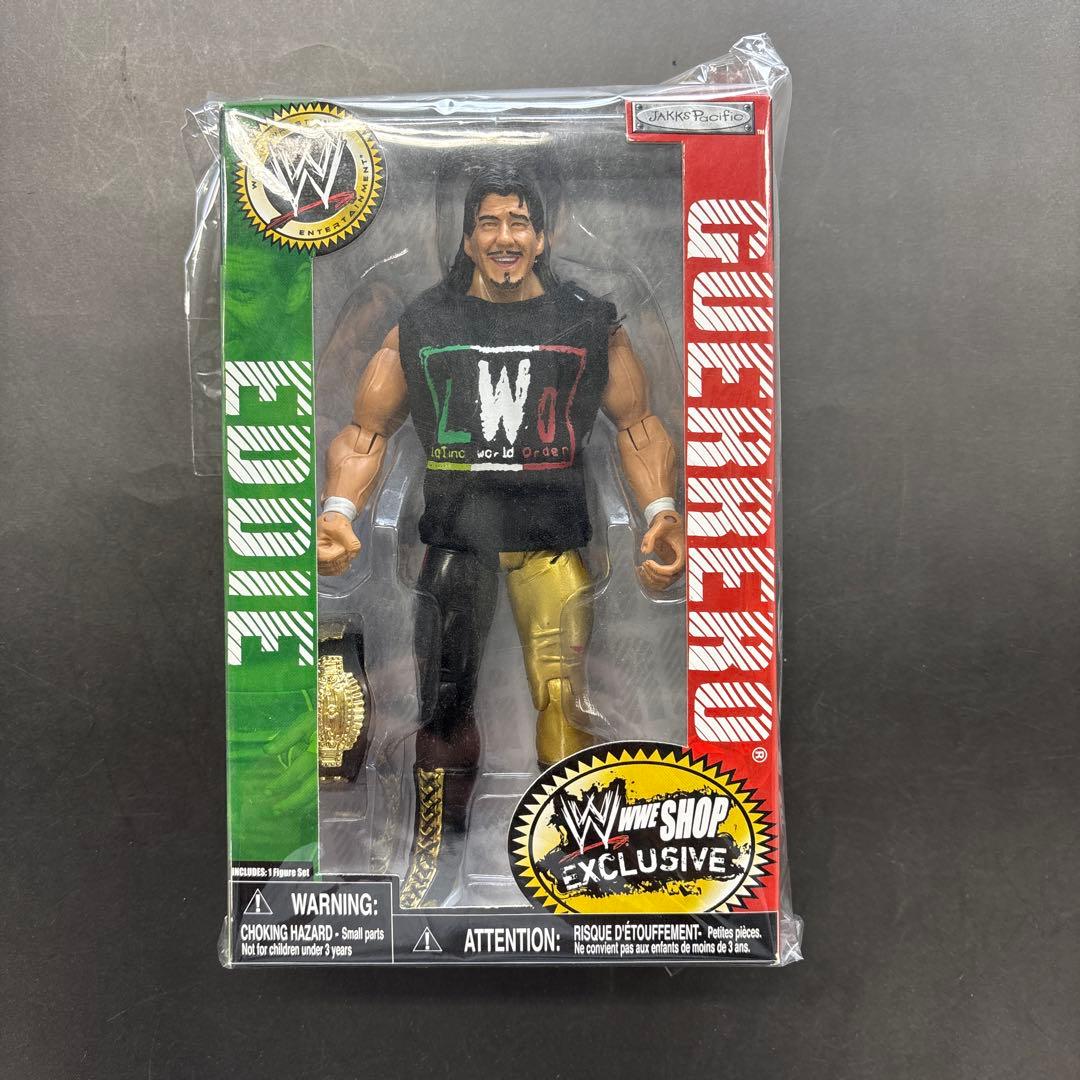 JAKKS Pacific
TM
W
ENTERTAINMENT
EDDIE
GUERRERO®
LWO
Latino world Order
W WWE SHOP
EXCLUSIVE
INCLUDES: 1 Figure Set
WARNING:
CHOKING HAZARD - Small parts
Not for children under 3 years
ATTENTION:
RISQUE D'ÉTOUFFEMENT- Petites pièces.
Ne convient pas aux enfants de moins de 3 ans.